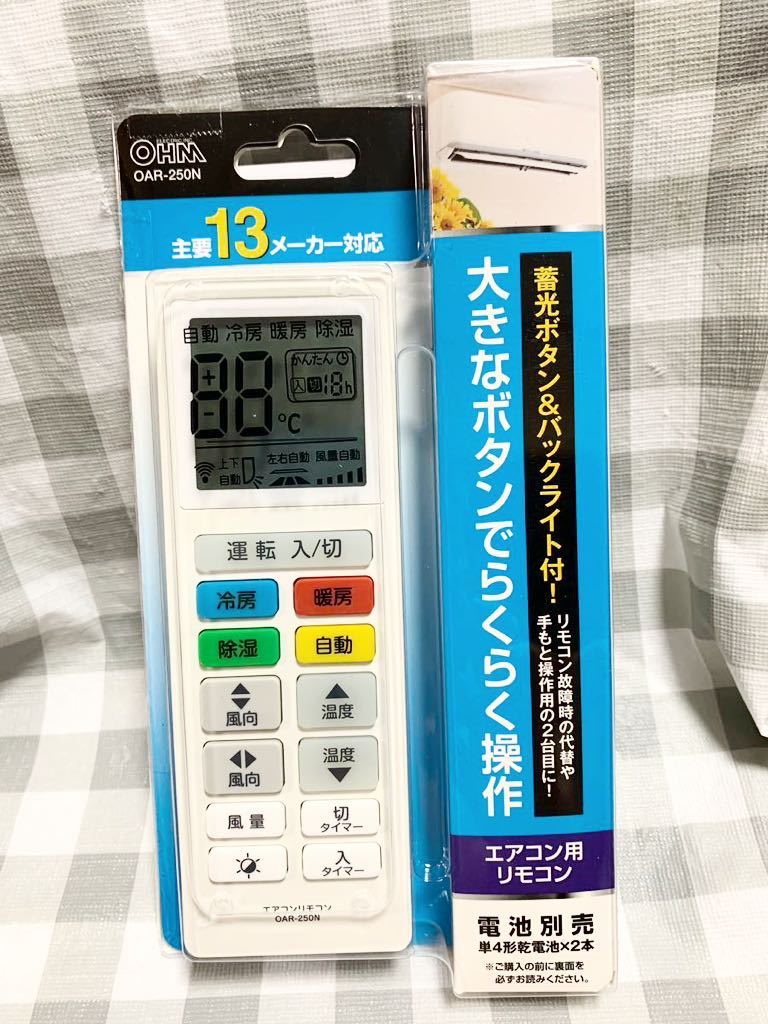 ELECTRIC INC.
OHM
OAR-250N
主要13メーカー対応
自動 冷房 暖房 除湿
88
℃
かんたん
入 切 18h
上下
自動
左右自動 風量自動
運転 入/切
冷房
暖房
除湿
自動
風向
温度
風向
温度
風量
切
タイマー
入
タイマー
エアコンリモコン
OAR-250N
蓄光ボタン&バックライト付!
リモコン故障時の代替や
手もと操作用の2台目に!
大きなボタンでらくらく操作
エアコン用
リモコン
電池別売
単4形乾電池×2本
※ご購入の前に裏面を
必ずお読みください。